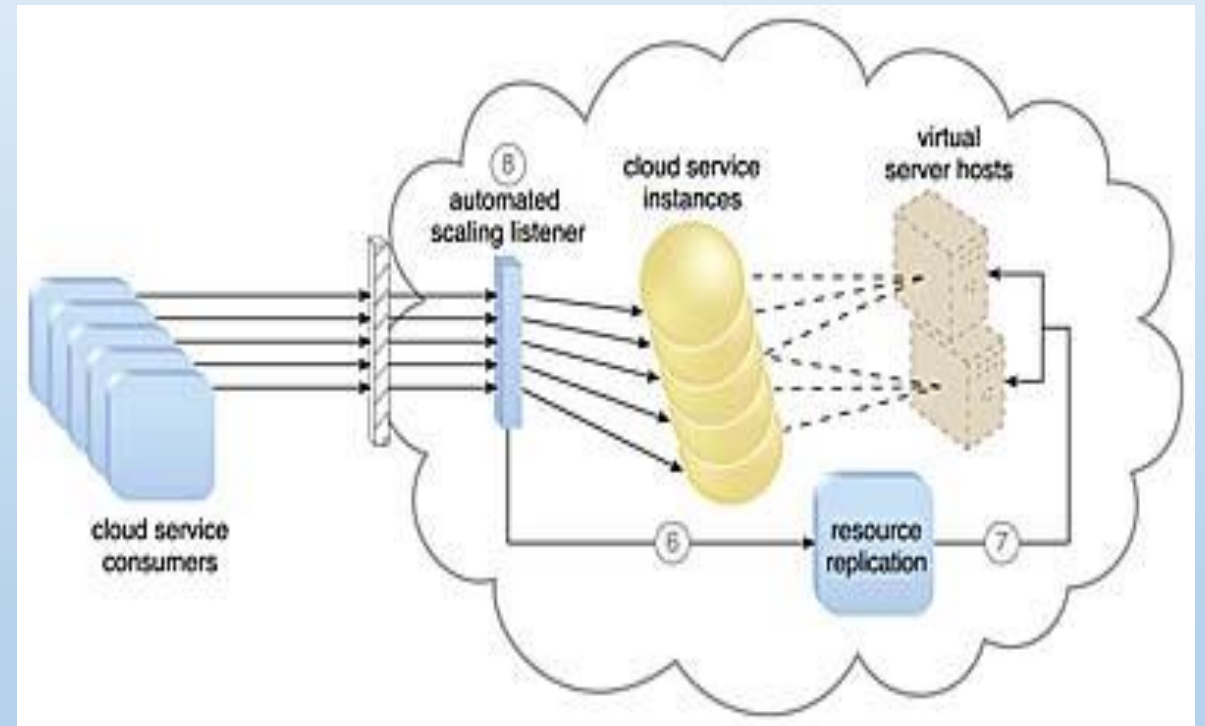 8
automated
scaling listener
cloud service
instances
virtual
server hosts
cloud service
consumers
6
resource
replication
7